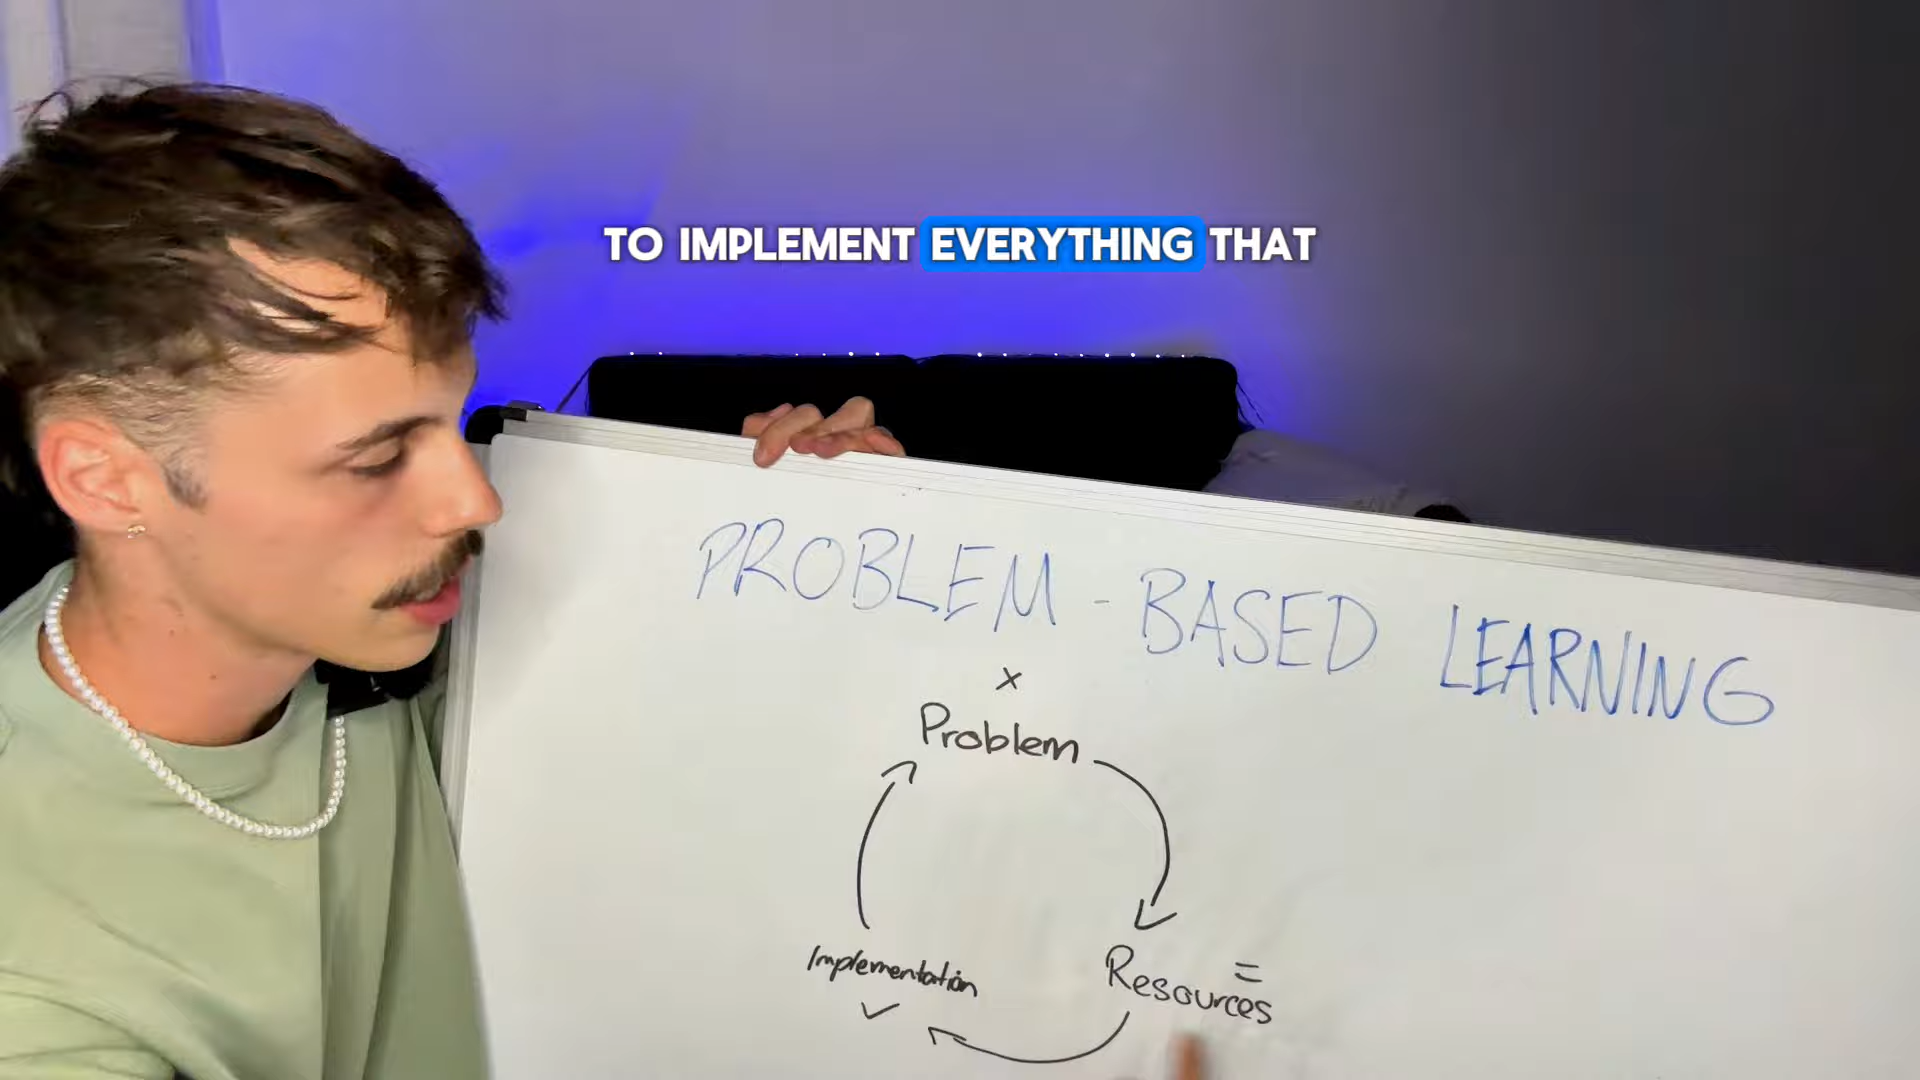 TO IMPLEMENT EVERYTHING THAT
PROBLEM - BASED LEARNING
x
Problem
Implementation
=
Resources
✓